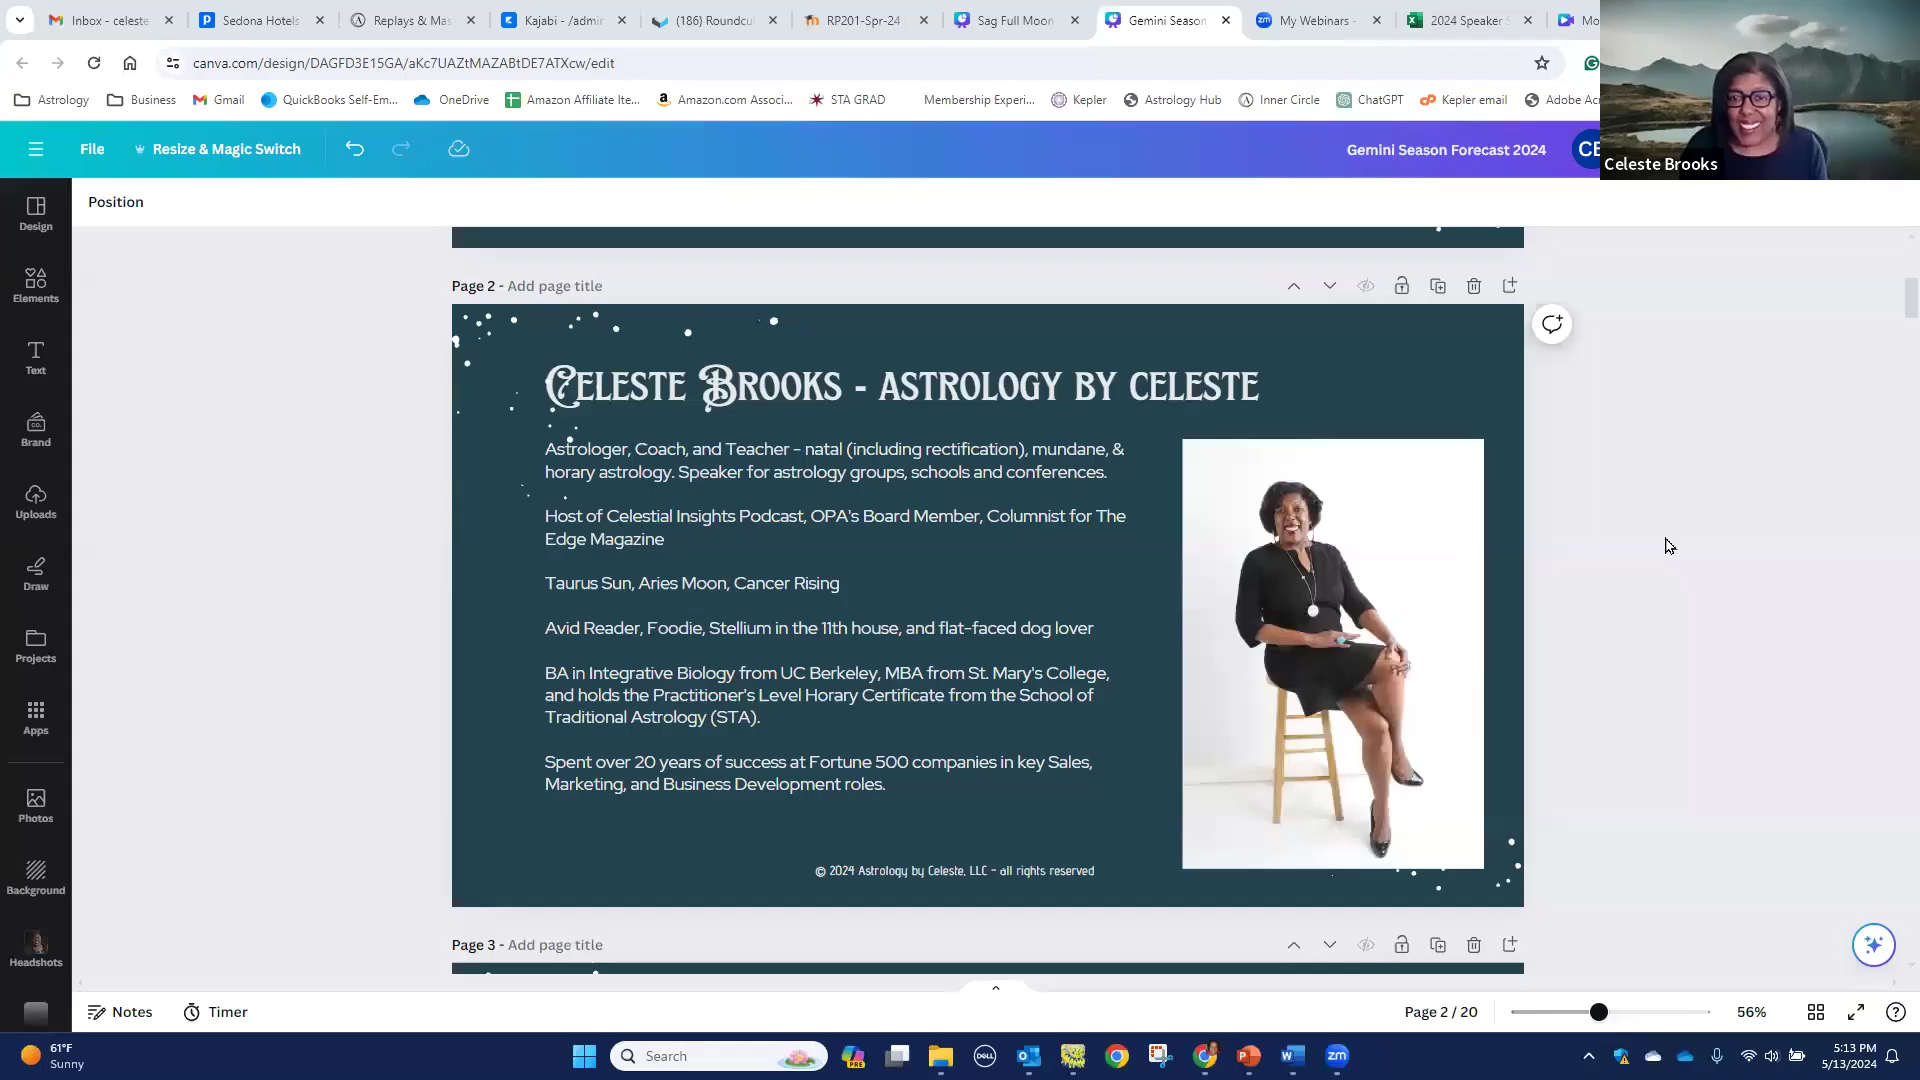 Inbox - celeste
Sedona Hotels
Replays & Mas
Kajabi - /admin
(186) Roundcu
RP201-Spr-24
Sag Full Moon
Gemini Season
My Webinars -
2024 Speaker
Mo
canva.com/design/DAGFD3E15GA/aKc7UAZtMAZABtDE7ATXcw/edit
Astrology
Business
Gmail
QuickBooks Self-Em...
OneDrive
Amazon Affiliate Ite...
Amazon.com Associ...
STA GRAD
Membership Experi...
Kepler
Astrology Hub
Inner Circle
ChatGPT
Kepler email
Adobe Ac
File
Resize & Magic Switch
Gemini Season Forecast 2024
Celeste Brooks
Position
Design
Elements
Text
Brand
Uploads
Draw
Projects
Apps
Photos
Background
Headshots
Page 2 - Add page title
Celeste Brooks - Astrology by Celeste
Astrologer, Coach, and Teacher - natal (including rectification), mundane, &
horary astrology. Speaker for astrology groups, schools and conferences.
Host of Celestial Insights Podcast, OPA's Board Member, Columnist for The
Edge Magazine
Taurus Sun, Aries Moon, Cancer Rising
Avid Reader, Foodie, Stellium in the 11th house, and flat-faced dog lover
BA in Integrative Biology from UC Berkeley, MBA from St. Mary's College,
and holds the Practitioner's Level Horary Certificate from the School of
Traditional Astrology (STA).
Spent over 20 years of success at Fortune 500 companies in key Sales,
Marketing, and Business Development roles.
© 2024 Astrology by Celeste, LLC - all rights reserved
Page 3 - Add page title
Notes
Timer
Page 2 / 20
56%
61°F
Sunny
Search
5:13 PM
5/13/2024